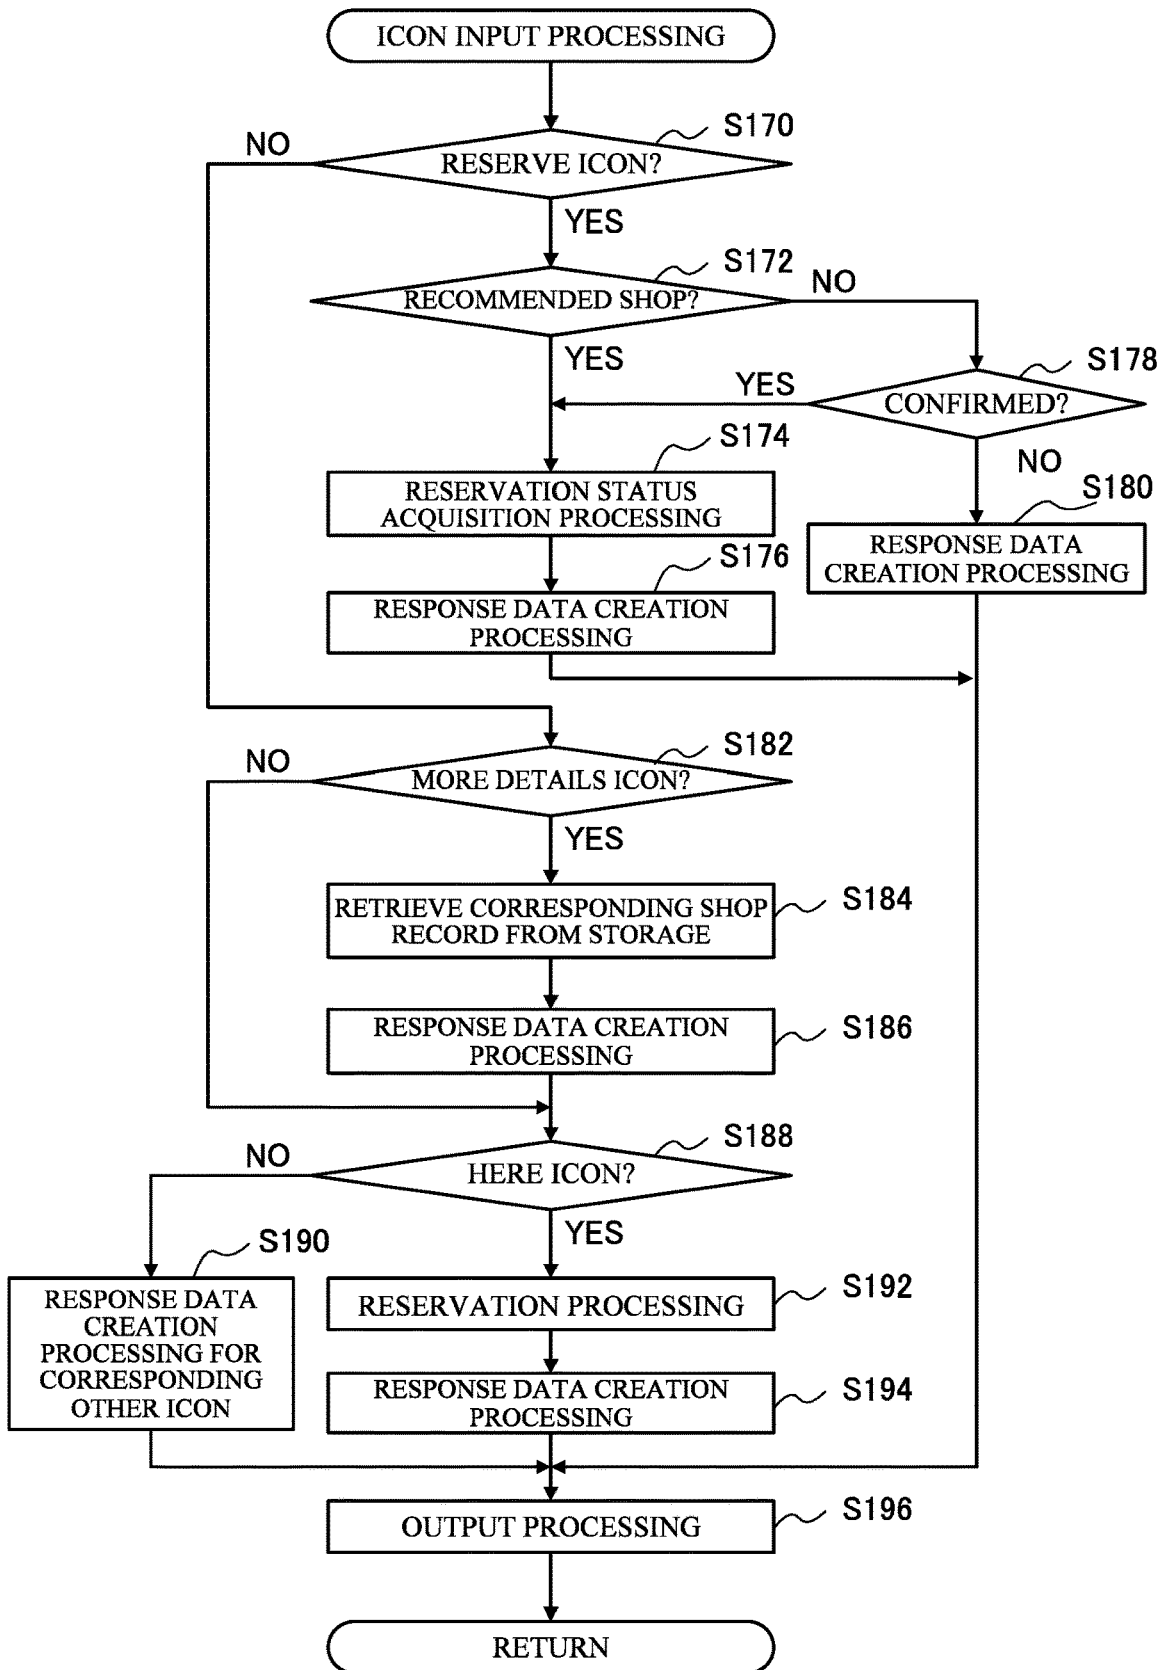 ICON INPUT PROCESSING
S170
NO
RESERVE ICON?
YES
S172
NO
RECOMMENDED SHOP?
YES
S178
YES
CONFIRMED?
S174
NO
RESERVATION STATUS
ACQUISITION PROCESSING
S180
RESPONSE DATA
CREATION PROCESSING
S176
RESPONSE DATA CREATION
PROCESSING
S182
NO
MORE DETAILS ICON?
YES
S184
RETRIEVE CORRESPONDING SHOP
RECORD FROM STORAGE
S186
RESPONSE DATA CREATION
PROCESSING
S188
NO
HERE ICON?
YES
S190
RESPONSE DATA
CREATION
PROCESSING FOR
CORRESPONDING
OTHER ICON
S192
RESERVATION PROCESSING
S194
RESPONSE DATA CREATION
PROCESSING
S196
OUTPUT PROCESSING
RETURN